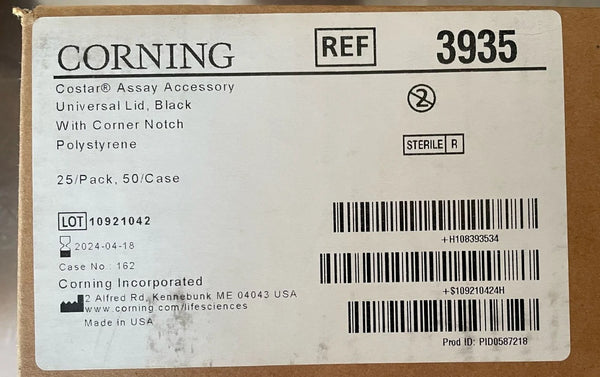 CORNING REF 3935
Costar® Assay Accessory
Universal Lid, Black
With Corner Notch
Polystyrene
2
STERILE R
25/Pack, 50/Case
LOT 10921042
2024-04-18
Case No.: 162
Corning Incorporated
2 Alfred Rd, Kennebunk ME 04043 USA
www.corning.com/lifesciences
Made in USA
+H108393534
+$109210424H
Prod ID: PID0587218